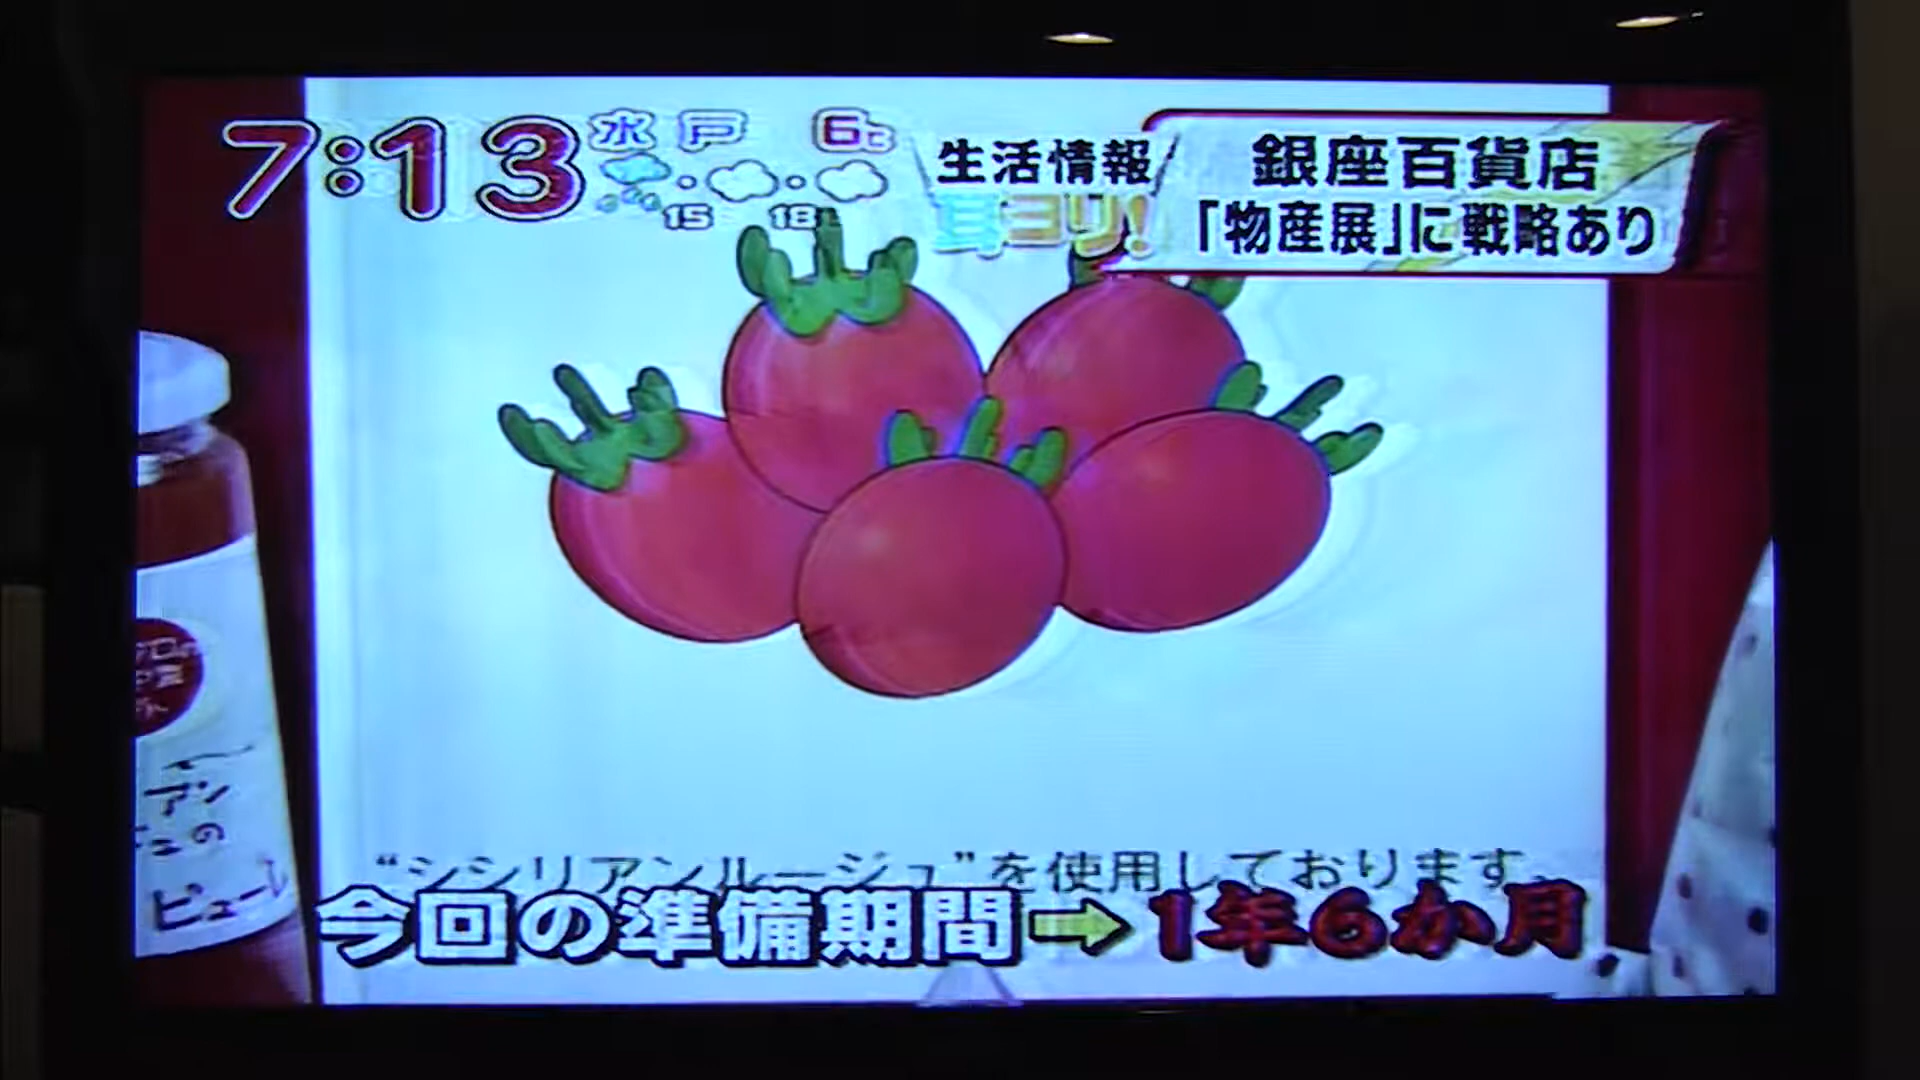 7:13
水戸 6℃
15 18
生活情報
耳ヨリ!
銀座百貨店
「物産展」に戦略あり
アン
の
ピューレ
“シシリアンルージュ”を使用しております。
今回の準備期間→1年6か月